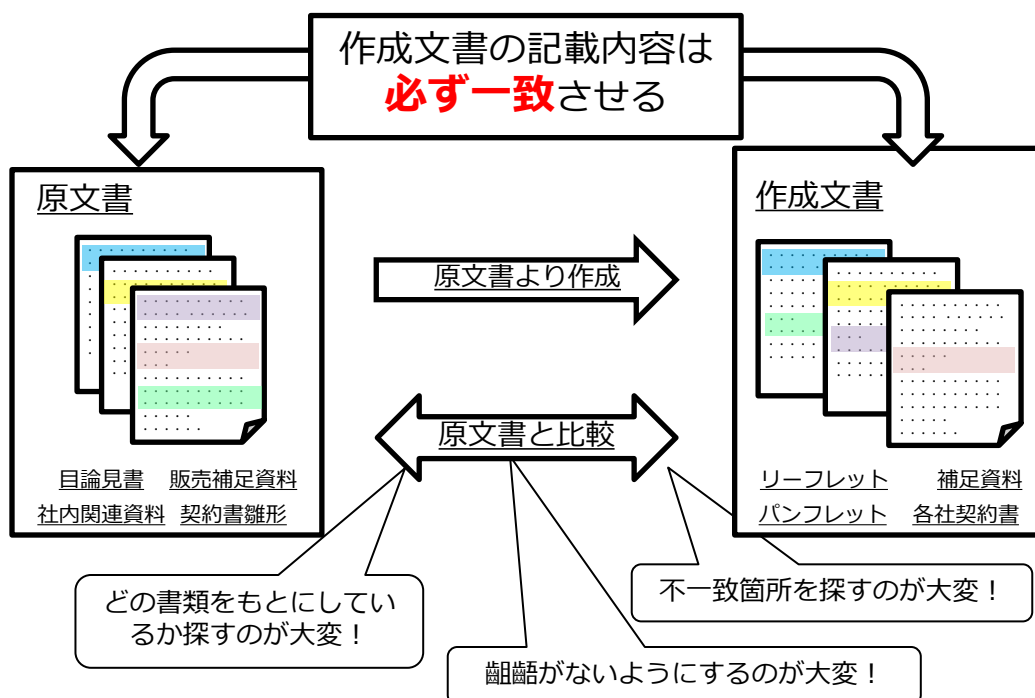 作成文書の記載内容は
必ず一致させる
原文書
作成文書
原文書より作成
原文書と比較
目論見書 販売補足資料
社内関連資料 契約書雛形
リーフレット 補足資料
パンフレット 各社契約書
どの書類をもとにしてい
るか探すのが大変！
不一致箇所を探すのが大変！
齟齬がないようにするのが大変！